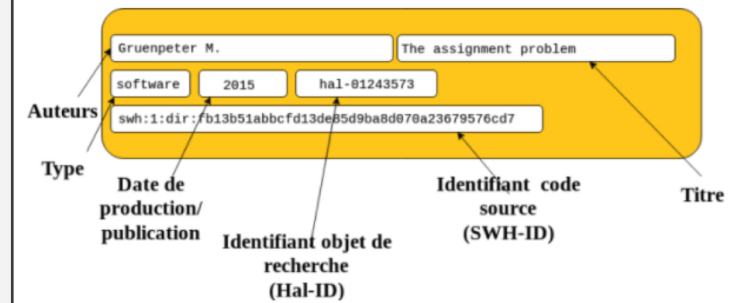 Gruenpeter M.
The assignment problem
software
2015
hal-01243573
swh:1:dir:fb13b51abbcfd13de85d9ba8d070a23679576cd7
Auteurs
Type
Date de
production/
publication
Identifiant objet de
recherche
(Hal-ID)
Identifiant code
source
(SWH-ID)
Titre